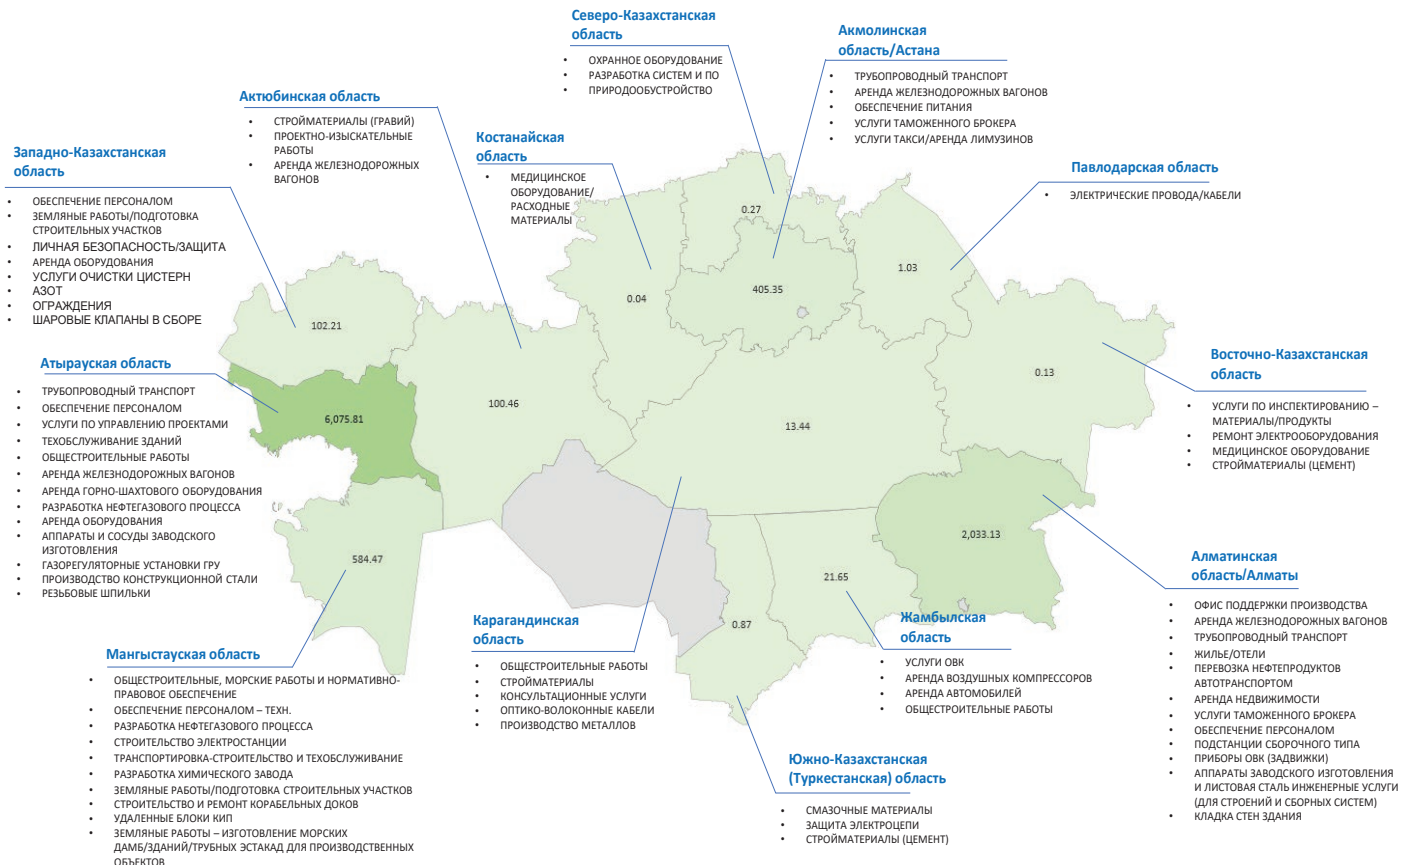 Северо-Казахстанская
область
• ОХРАННОЕ ОБОРУДОВАНИЕ
• РАЗРАБОТКА СИСТЕМ И ПО
• ПРИРОДООБУСТРОЙСТВО
Акмолинская
область/Астана
• ТРУБОПРОВОДНЫЙ ТРАНСПОРТ
• АРЕНДА ЖЕЛЕЗНОДОРОЖНЫХ ВАГОНОВ
• ОБЕСПЕЧЕНИЕ ПИТАНИЯ
• УСЛУГИ ТАМОЖЕННОГО БРОКЕРА
• УСЛУГИ ТАКСИ/АРЕНДА ЛИМУЗИНОВ
Актюбинская область
• СТРОЙМАТЕРИАЛЫ (ГРАВИЙ)
• ПРОЕКТНО-ИЗЫСКАТЕЛЬНЫЕ
РАБОТЫ
• АРЕНДА ЖЕЛЕЗНОДОРОЖНЫХ
ВАГОНОВ
Костанайская
область
• МЕДИЦИНСКОЕ
ОБОРУДОВАНИЕ/
РАСХОДНЫЕ
МАТЕРИАЛЫ
Павлодарская область
• ЭЛЕКТРИЧЕСКИЕ ПРОВОДА/КАБЕЛИ
Западно-Казахстанская
область
• ОБЕСПЕЧЕНИЕ ПЕРСОНАЛОМ
• ЗЕМЛЯНЫЕ РАБОТЫ/ПОДГОТОВКА
СТРОИТЕЛЬНЫХ УЧАСТКОВ
• ЛИЧНАЯ БЕЗОПАСНОСТЬ/ЗАЩИТА
• АРЕНДА ОБОРУДОВАНИЯ
• УСЛУГИ ОЧИСТКИ ЦИСТЕРН
• АЗОТ
• ОГРАЖДЕНИЯ
• ШАРОВЫЕ КЛАПАНЫ В СБОРЕ
0.27
1.03
405.35
0.04
102.21
0.13
100.46
6,075.81
13.44
2,033.13
584.47
21.65
0.87
Атырауская область
• ТРУБОПРОВОДНЫЙ ТРАНСПОРТ
• ОБЕСПЕЧЕНИЕ ПЕРСОНАЛОМ
• УСЛУГИ ПО УПРАВЛЕНИЮ ПРОЕКТАМИ
• ТЕХОБСЛУЖИВАНИЕ ЗДАНИЙ
• ОБЩЕСТРОИТЕЛЬНЫЕ РАБОТЫ
• АРЕНДА ЖЕЛЕЗНОДОРОЖНЫХ ВАГОНОВ
• АРЕНДА ГОРНО-ШАХТОВОГО ОБОРУДОВАНИЯ
• РАЗРАБОТКА НЕФТЕГАЗОВОГО ПРОЦЕССА
• АРЕНДА ОБОРУДОВАНИЯ
• АППАРАТЫ И СОСУДЫ ЗАВОДСКОГО
ИЗГОТОВЛЕНИЯ
• ГАЗОРЕГУЛЯТОРНЫЕ УСТАНОВКИ ГРУ
• ПРОИЗВОДСТВО КОНСТРУКЦИОННОЙ СТАЛИ
• РЕЗЬБОВЫЕ ШПИЛЬКИ
Восточно-Казахстанская
область
• УСЛУГИ ПО ИНСПЕКТИРОВАНИЮ –
МАТЕРИАЛЫ/ПРОДУКТЫ
• РЕМОНТ ЭЛЕКТРООБОРУДОВАНИЯ
• МЕДИЦИНСКОЕ ОБОРУДОВАНИЕ
• СТРОЙМАТЕРИАЛЫ (ЦЕМЕНТ)
Алматинская
область/Алматы
• ОФИС ПОДДЕРЖКИ ПРОИЗВОДСТВА
• АРЕНДА ЖЕЛЕЗНОДОРОЖНЫХ ВАГОНОВ
• ТРУБОПРОВОДНЫЙ ТРАНСПОРТ
• ЖИЛЬЕ/ОТЕЛИ
• ПЕРЕВОЗКА НЕФТЕПРОДУКТОВ
АВТОТРАНСПОРТОМ
• АРЕНДА НЕДВИЖИМОСТИ
• УСЛУГИ ТАМОЖЕННОГО БРОКЕРА
• ОБЕСПЕЧЕНИЕ ПЕРСОНАЛОМ
• ПОДСТАНЦИИ СБОРОЧНОГО ТИПА
• ПРИБОРЫ ОВК (ЗАДВИЖКИ)
• АППАРАТЫ ЗАВОДСКОГО ИЗГОТОВЛЕНИЯ
И ЛИСТОВАЯ СТАЛЬ ИНЖЕНЕРНЫЕ УСЛУГИ
(ДЛЯ СТРОЕНИЙ И СБОРНЫХ СИСТЕМ)
• КЛАДКА СТЕН ЗДАНИЯ
Мангыстауская область
• ОБЩЕСТРОИТЕЛЬНЫЕ, МОРСКИЕ РАБОТЫ И НОРМАТИВНО-
ПРАВОВОЕ ОБЕСПЕЧЕНИЕ
• ОБЕСПЕЧЕНИЕ ПЕРСОНАЛОМ – ТЕХН.
• РАЗРАБОТКА НЕФТЕГАЗОВОГО ПРОЦЕССА
• СТРОИТЕЛЬСТВО ЭЛЕКТРОСТАНЦИИ
• ТРАНСПОРТИРОВКА-СТРОИТЕЛЬСТВО И ТЕХОБСЛУЖИВАНИЕ
• РАЗРАБОТКА ХИМИЧЕСКОГО ЗАВОДА
• ЗЕМЛЯНЫЕ РАБОТЫ/ПОДГОТОВКА СТРОИТЕЛЬНЫХ УЧАСТКОВ
• СТРОИТЕЛЬСТВО И РЕМОНТ КОРАБЕЛЬНЫХ ДОКОВ
• УДАЛЕННЫЕ БЛОКИ КИП
• ЗЕМЛЯНЫЕ РАБОТЫ – ИЗГОТОВЛЕНИЕ МОРСКИХ
ДАМБ/ЗДАНИЙ/ТРУБНЫХ ЭСТАКАД ДЛЯ ПРОИЗВОДСТВЕННЫХ
ОБЪЕКТОВ
Карагандинская
область
• ОБЩЕСТРОИТЕЛЬНЫЕ РАБОТЫ
• СТРОЙМАТЕРИАЛЫ
• КОНСУЛЬТАЦИОННЫЕ УСЛУГИ
• ОПТИКО-ВОЛОКОННЫЕ КАБЕЛИ
• ПРОИЗВОДСТВО МЕТАЛЛОВ
Жамбылская
область
• УСЛУГИ ОВК
• АРЕНДА ВОЗДУШНЫХ КОМПРЕССОРОВ
• АРЕНДА АВТОМОБИЛЕЙ
• ОБЩЕСТРОИТЕЛЬНЫЕ РАБОТЫ
Южно-Казахстанская
(Туркестанская) область
• СМАЗОЧНЫЕ МАТЕРИАЛЫ
• ЗАЩИТА ЭЛЕКТРОЦЕПИ
• СТРОЙМАТЕРИАЛЫ (ЦЕМЕНТ)